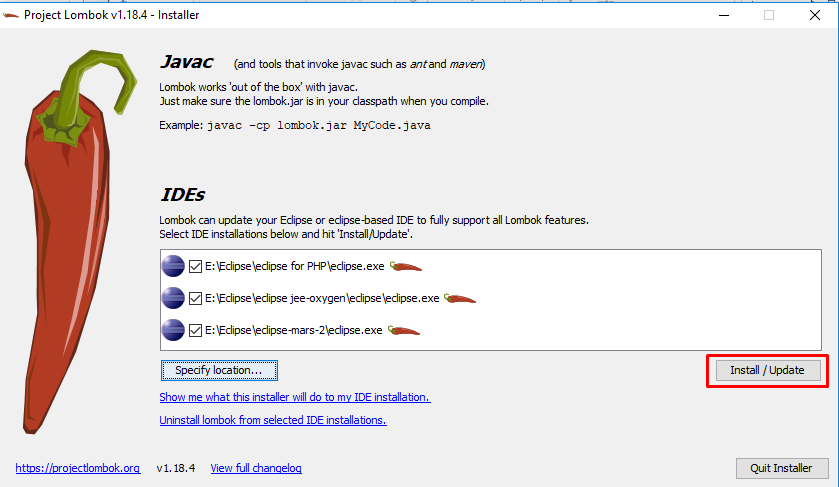 Project Lombok v1.18.4 - Installer
Javac (and tools that invoke javac such as ant and maven)
Lombok works 'out of the box' with javac.
Just make sure the lombok.jar is in your classpath when you compile.
Example: javac -cp lombok.jar MyCode.java
IDEs
Lombok can update your Eclipse or eclipse-based IDE to fully support all Lombok features.
Select IDE installations below and hit 'Install/Update'.
E:\Eclipse\eclipse for PHP\eclipse.exe
E:\Eclipse\eclipse jee-oxygen\eclipse\eclipse.exe
E:\Eclipse\eclipse-mars-2\eclipse.exe
Specify location... Install / Update
Show me what this installer will do to my IDE installation.
Uninstall lombok from selected IDE installations.
https://projectlombok.org v1.18.4 View full changelog Quit Installer